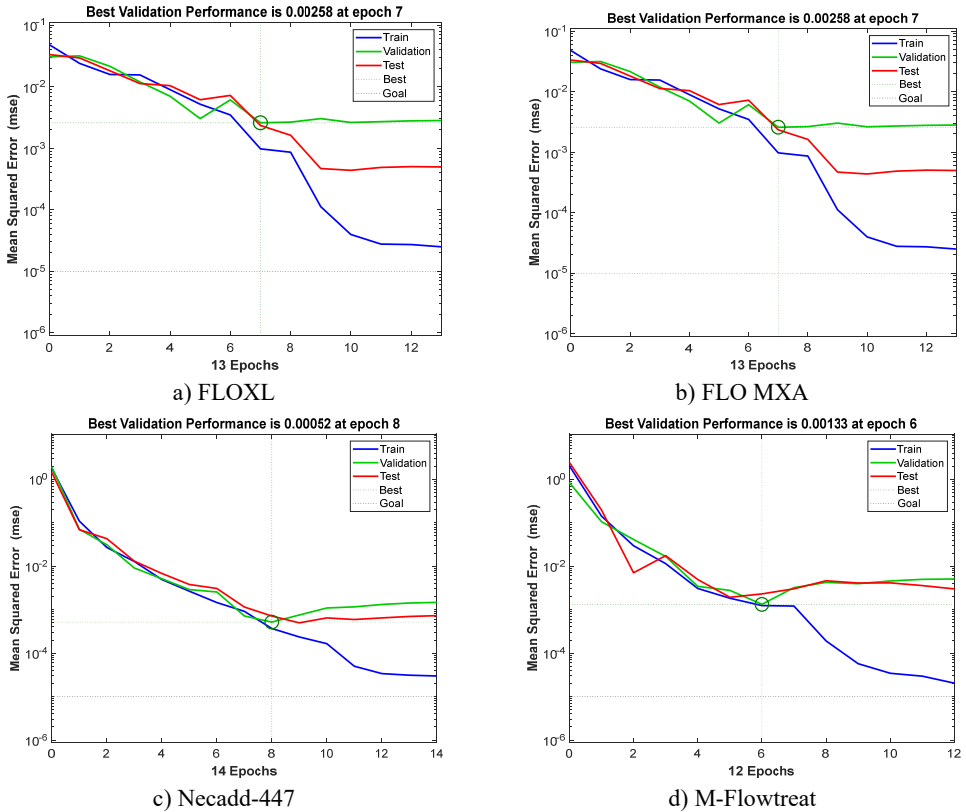 Best Validation Performance is 0.00258 at epoch 7
10^-1
10^-2
10^-3
10^-4
10^-5
10^-6
Mean Squared Error (mse)
Train
Validation
Test
Best
Goal
0 2 4 6 8 10 12
13 Epochs
a) FLOXL
Best Validation Performance is 0.00258 at epoch 7
10^-1
10^-2
10^-3
10^-4
10^-5
10^-6
Mean Squared Error (mse)
Train
Validation
Test
Best
Goal
0 2 4 6 8 10 12
13 Epochs
b) FLO MXA
Best Validation Performance is 0.00052 at epoch 8
10^0
10^-2
10^-4
10^-6
Mean Squared Error (mse)
Train
Validation
Test
Best
Goal
0 2 4 6 8 10 12 14
14 Epochs
c) Necadd-447
Best Validation Performance is 0.00133 at epoch 6
10^0
10^-2
10^-4
10^-6
Mean Squared Error (mse)
Train
Validation
Test
Best
Goal
0 2 4 6 8 10 12
12 Epochs
d) M-Flowtreat